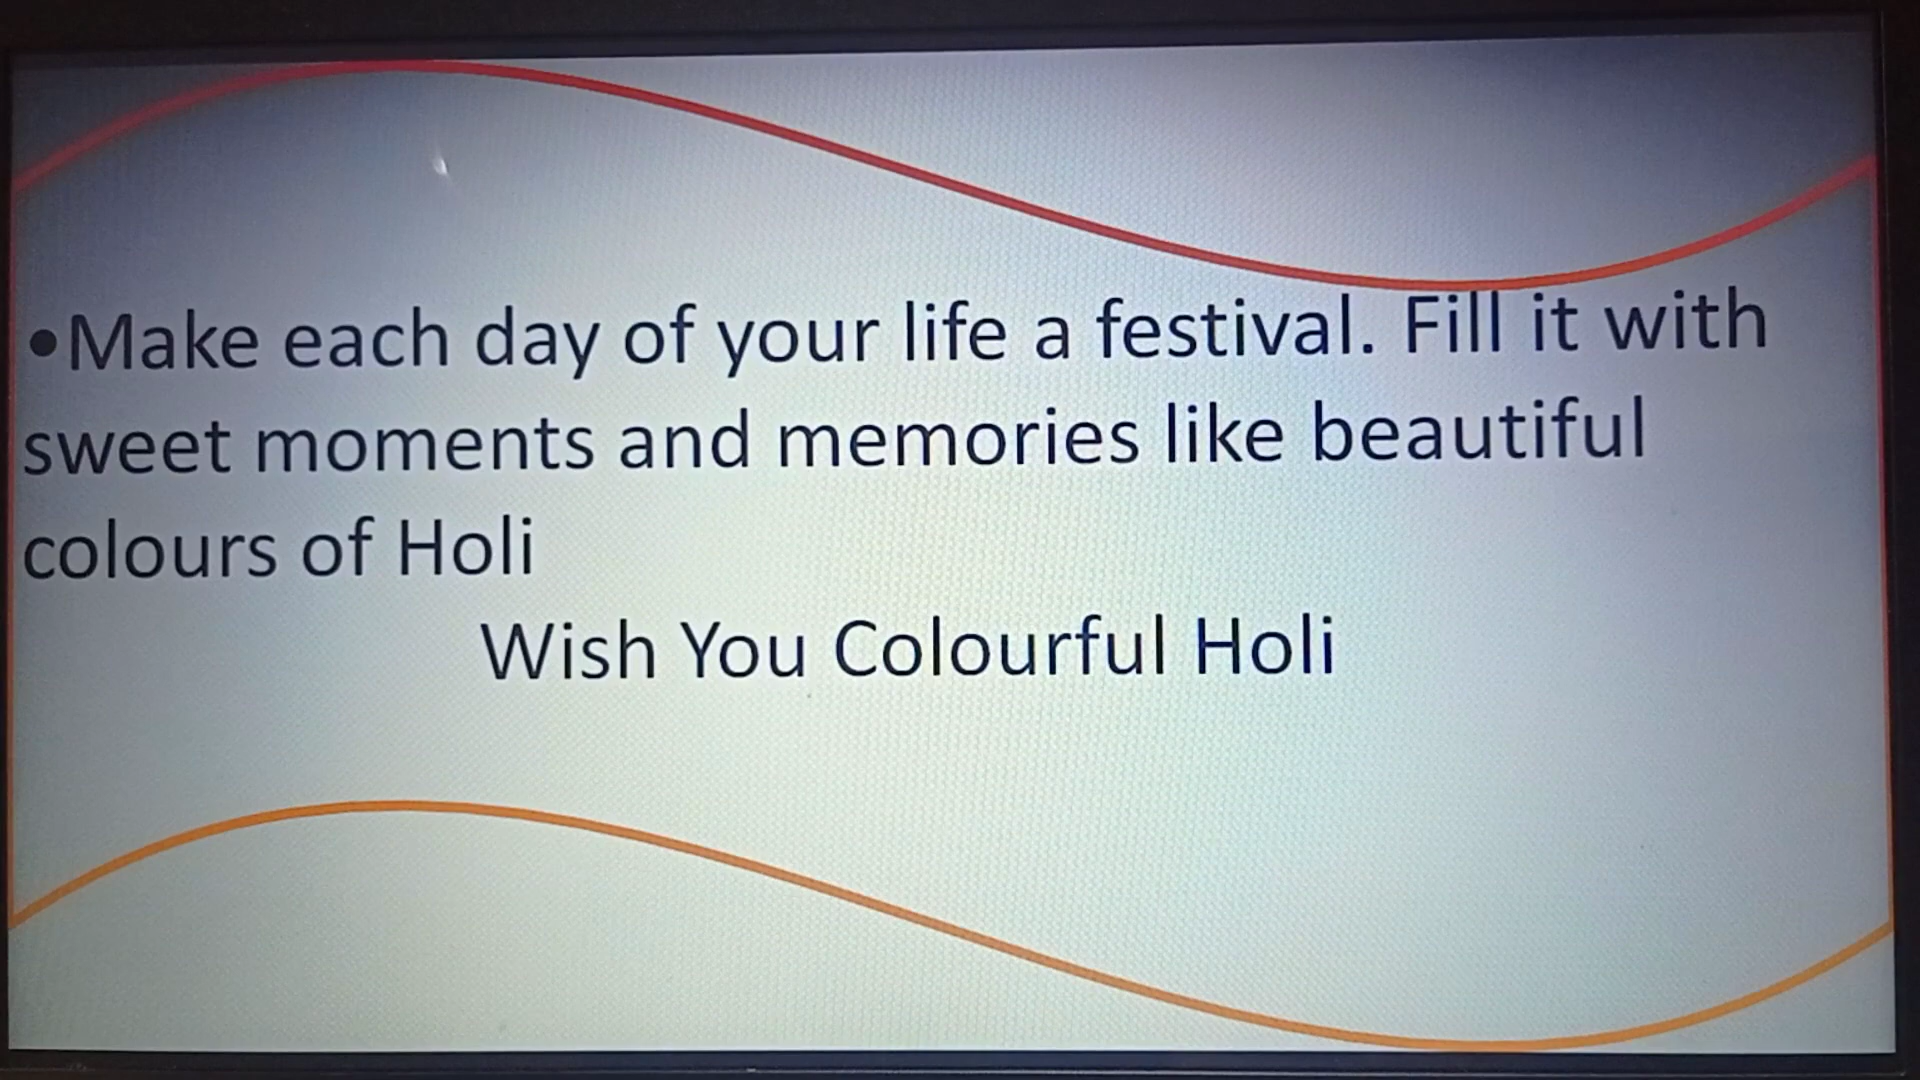 •Make each day of your life a festival. Fill it with
sweet moments and memories like beautiful
colours of Holi
Wish You Colourful Holi